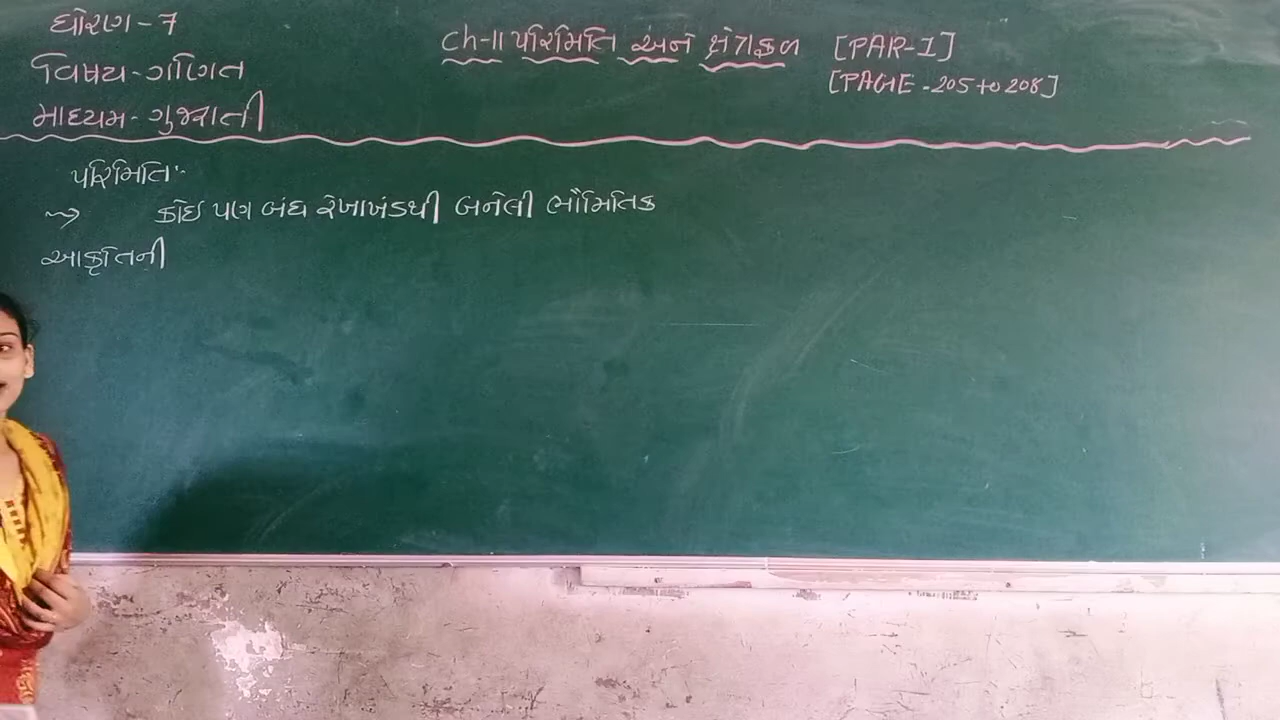 ધોરણ - 7
વિષય - ગણિત
માધ્યમ - ગુજરાતી
Ch-11 પરિમિતિ અને ક્ષેત્રફળ [PAR-1]
[PAGE - 205 to 208]
પરિમિતિ:-
→ કોઇ પણ બંધ રેખાખંડથી બનેલી ભૌમિતિક
આકૃતિની